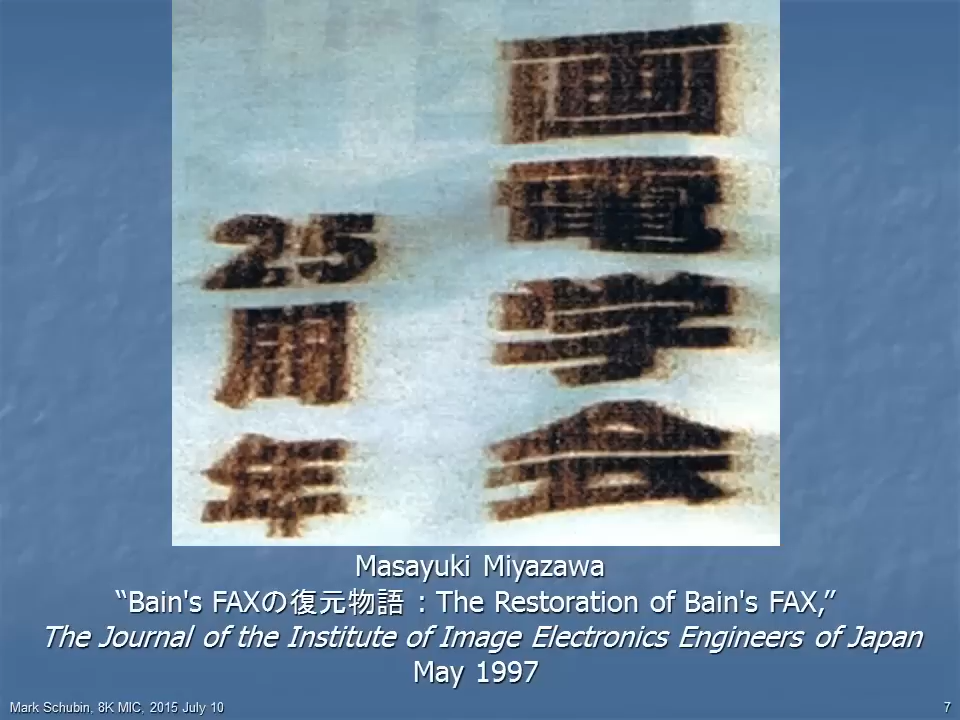 画電学会
25周年
Masayuki Miyazawa
“Bain's FAXの復元物語 : The Restoration of Bain's FAX,”
The Journal of the Institute of Image Electronics Engineers of Japan
May 1997
Mark Schubin, 8K MIC, 2015 July 10
7